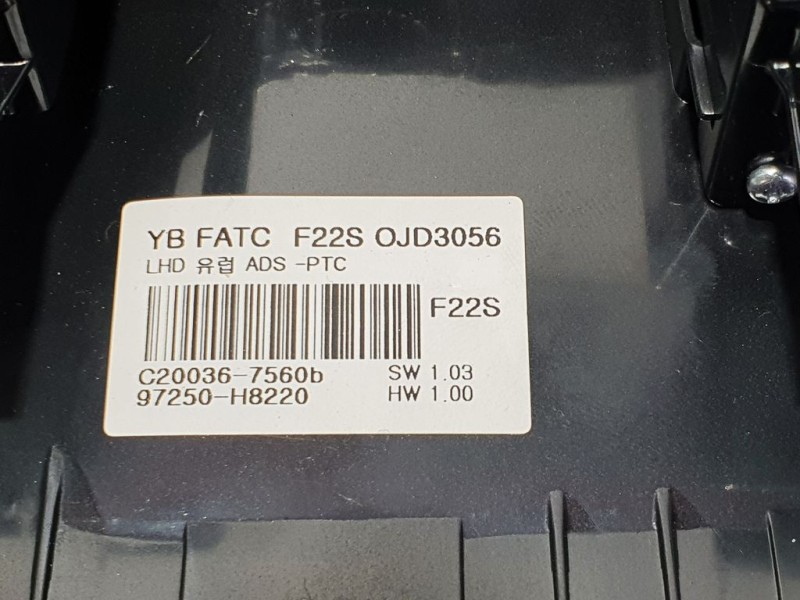 YB FATC F22S OJD3056
LHD 유럽 ADS -PTC
F22S
C20036-7560b SW 1.03
97250-H8220 HW 1.00